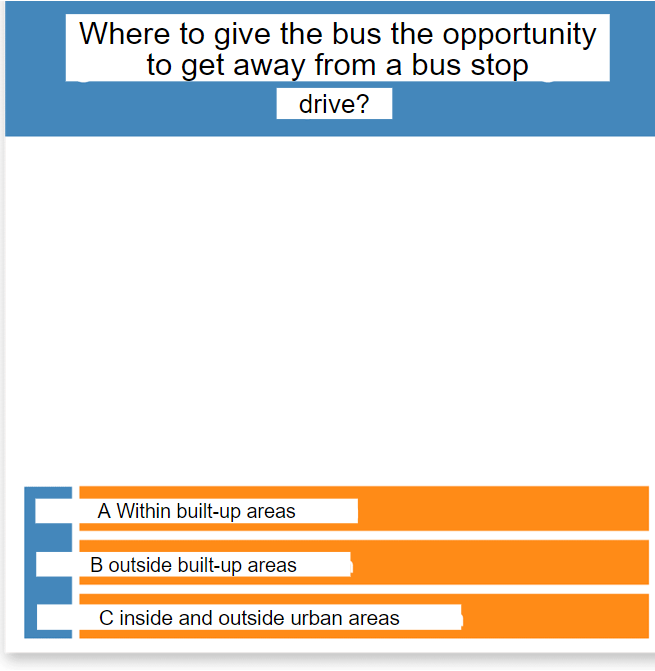 Where to give the bus the opportunity
to get away from a bus stop
drive?
A Within built-up areas
B outside built-up areas
C inside and outside urban areas